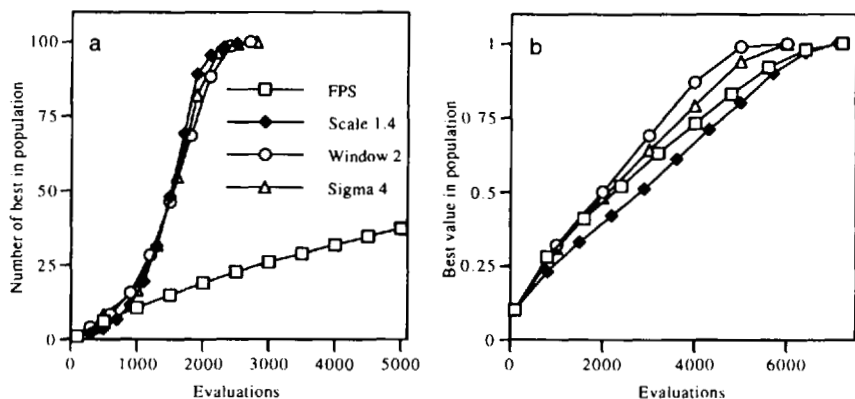 a
100
75
50
25
0
Number of best in population
0 1000 2000 3000 4000 5000
Evaluations
FPS
Scale 1.4
Window 2
Sigma 4
b
1
0.75
0.5
0.25
0
Best value in population
0 2000 4000 6000
Evaluations